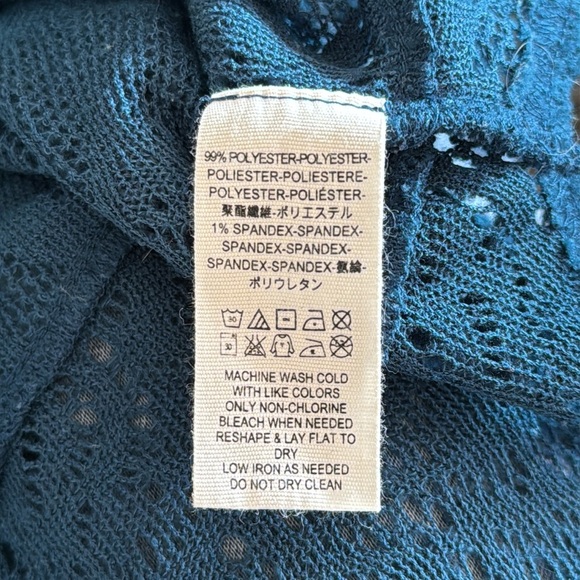 99% POLYESTER-POLYESTER-
POLIESTER-POLIESTERE-
POLYESTER-POLIÉSTER-
聚酯纖維-ポリエステル
1% SPANDEX-SPANDEX-
SPANDEX-SPANDEX-
SPANDEX-SPANDEX-氨綸-
ポリウレタン
30
30
MACHINE WASH COLD
WITH LIKE COLORS
ONLY NON-CHLORINE
BLEACH WHEN NEEDED
RESHAPE & LAY FLAT TO
DRY
LOW IRON AS NEEDED
DO NOT DRY CLEAN